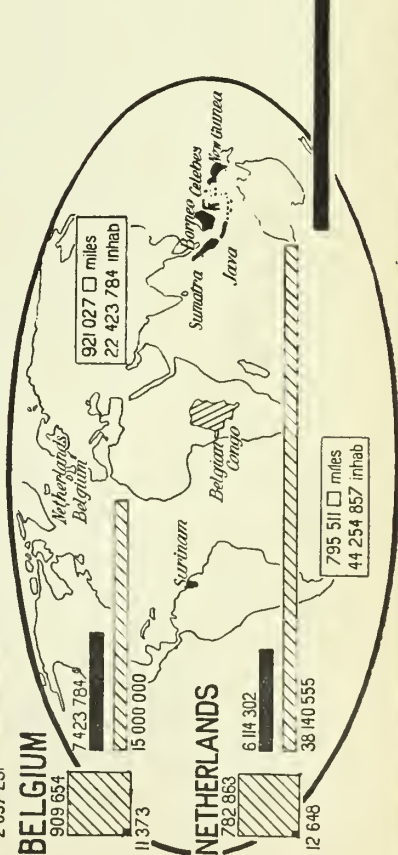 BELGIUM
909 654
11 373
7 423 784
15 000 000
Netherlands
Belgium
921 027 □ miles
22 423 784 inhab
Borneo
Celebes
New Guinea
Sumatra
Java
Belgian
Congo
Surinam
NETHERLANDS
782 863
12 648
6 114 302
38 140 555
795 511 □ miles
44 254 857 inhab